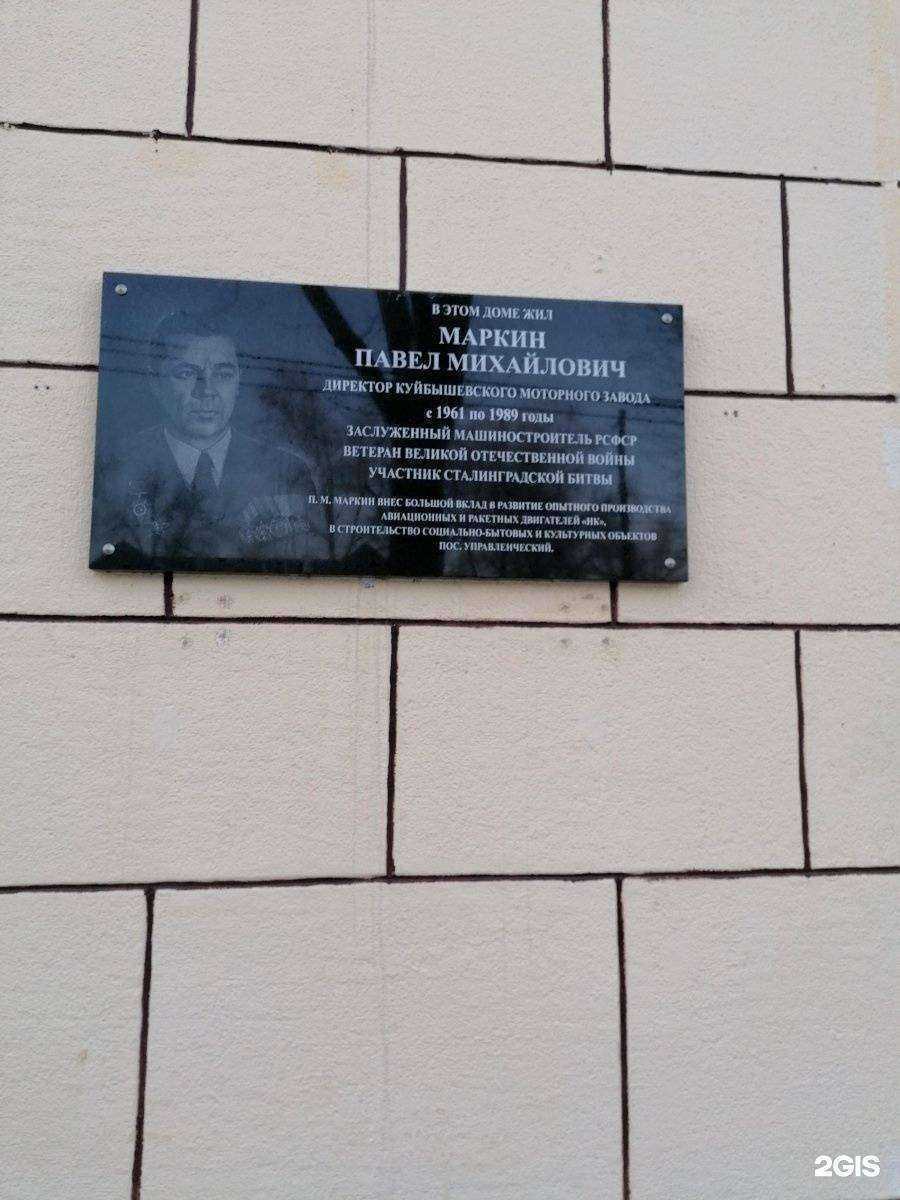 В ЭТОМ ДОМЕ ЖИЛ
МАРКИН
ПАВЕЛ МИХАЙЛОВИЧ
ДИРЕКТОР КУЙБЫШЕВСКОГО МОТОРНОГО ЗАВОДА
с 1961 по 1989 годы
ЗАСЛУЖЕННЫЙ МАШИНОСТРОИТЕЛЬ РСФСР
ВЕТЕРАН ВЕЛИКОЙ ОТЕЧЕСТВЕННОЙ ВОЙНЫ
УЧАСТНИК СТАЛИНГРАДСКОЙ БИТВЫ
П. М. МАРКИН ВНЕС БОЛЬШОЙ ВКЛАД В РАЗВИТИЕ ОПЫТНОГО ПРОИЗВОДСТВА
АВИАЦИОННЫХ И РАКЕТНЫХ ДВИГАТЕЛЕЙ «НК»,
В СТРОИТЕЛЬСТВО СОЦИАЛЬНО-БЫТОВЫХ И КУЛЬТУРНЫХ ОБЪЕКТОВ
ПОС. УПРАВЛЕНЧЕСКИЙ.
2GIS